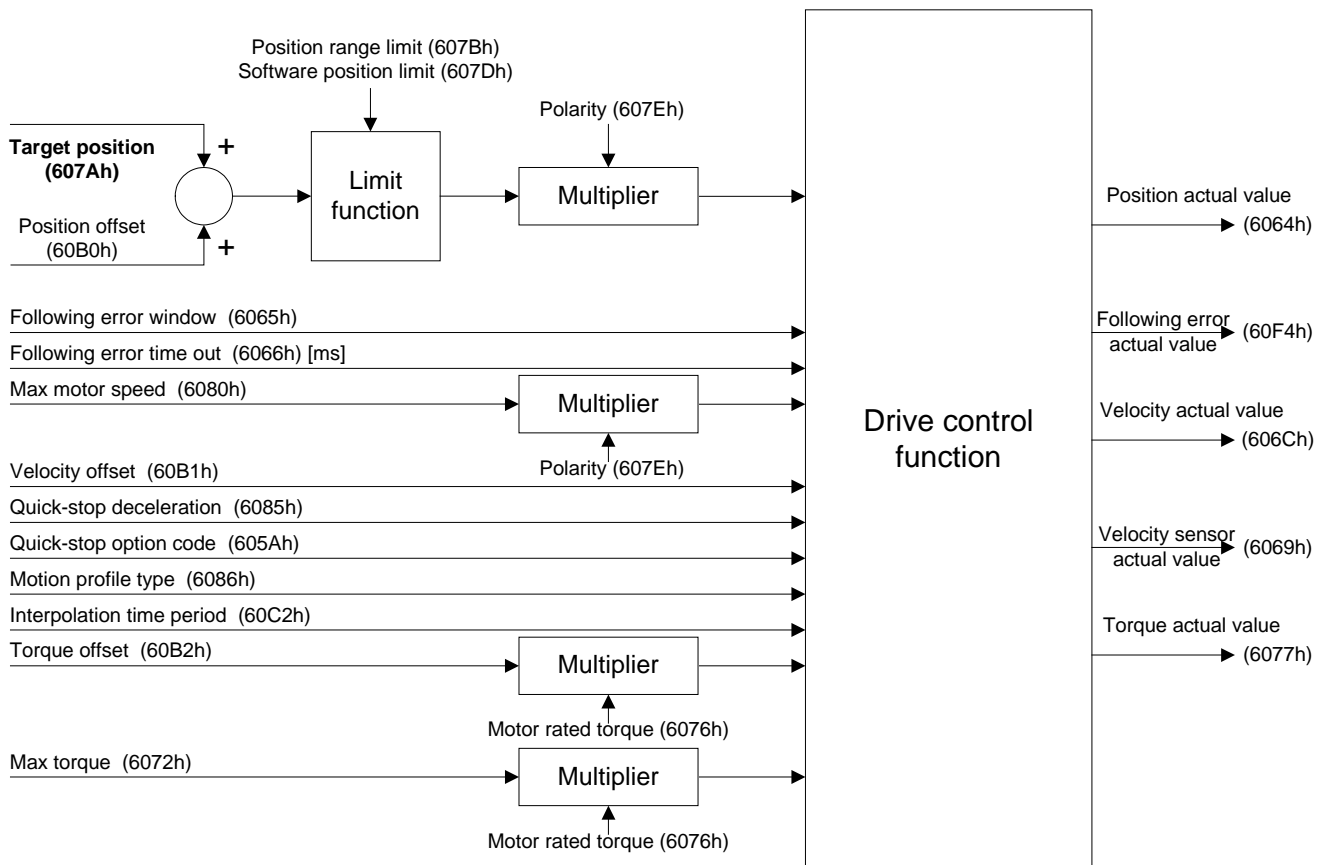 Position range limit (607Bh)
Software position limit (607Dh)
Polarity (607Eh)
Target position
(607Ah)
+
Limit
function
Multiplier
Position offset
(60B0h)
+
Position actual value
(6064h)
Following error window (6065h)
Following error time out (6066h) [ms]
Max motor speed (6080h)
Multiplier
Polarity (607Eh)
Velocity offset (60B1h)
Quick-stop deceleration (6085h)
Quick-stop option code (605Ah)
Motion profile type (6086h)
Interpolation time period (60C2h)
Torque offset (60B2h)
Multiplier
Motor rated torque (6076h)
Max torque (6072h)
Multiplier
Motor rated torque (6076h)
Drive control
function
Following error
actual value
(60F4h)
Velocity actual value
(606Ch)
Velocity sensor
actual value
(6069h)
Torque actual value
(6077h)